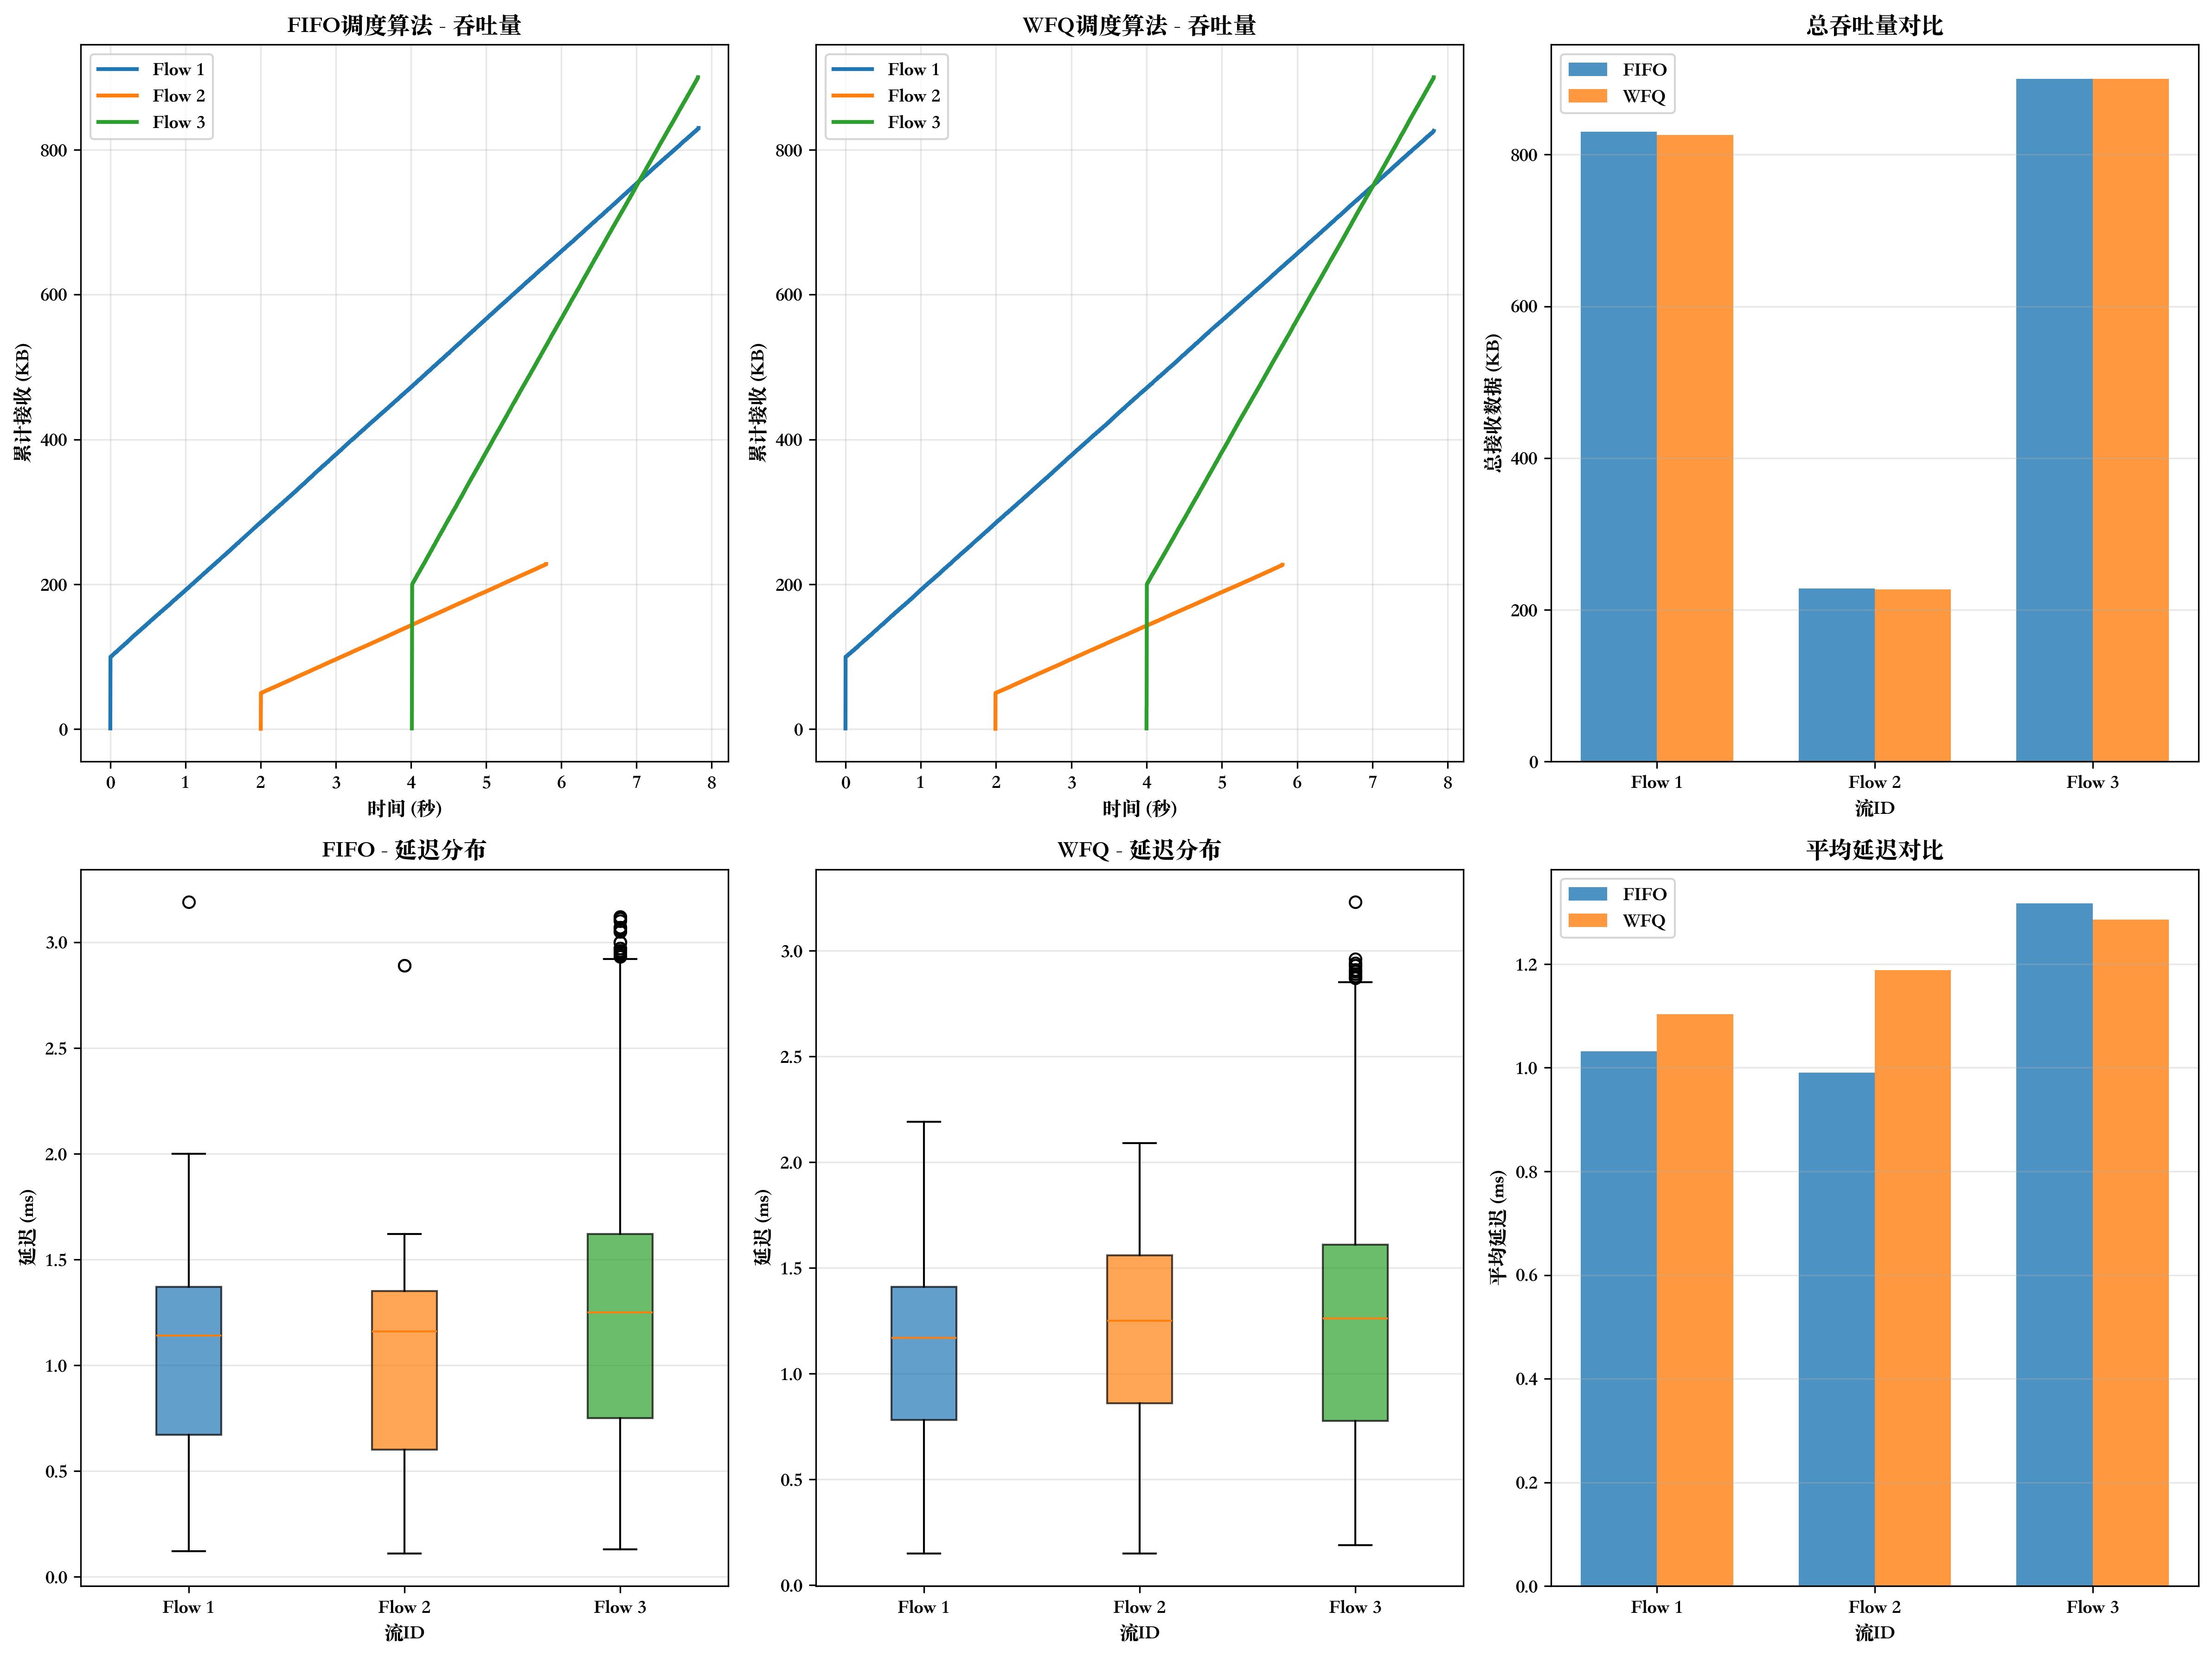 FIFO调度算法 - 吞吐量
Flow 1
Flow 2
Flow 3
800
600
400
200
0
累计接收 (KB)
0 1 2 3 4 5 6 7 8
时间 (秒)
WFQ调度算法 - 吞吐量
Flow 1
Flow 2
Flow 3
800
600
400
200
0
累计接收 (KB)
0 1 2 3 4 5 6 7 8
时间 (秒)
总吞吐量对比
FIFO
WFQ
800
600
400
200
0
总接收数据 (KB)
Flow 1 Flow 2 Flow 3
流ID
FIFO - 延迟分布
3.0
2.5
2.0
1.5
1.0
0.5
0.0
延迟 (ms)
Flow 1 Flow 2 Flow 3
流ID
WFQ - 延迟分布
3.0
2.5
2.0
1.5
1.0
0.5
0.0
延迟 (ms)
Flow 1 Flow 2 Flow 3
流ID
平均延迟对比
FIFO
WFQ
1.2
1.0
0.8
0.6
0.4
0.2
0.0
平均延迟 (ms)
Flow 1 Flow 2 Flow 3
流ID